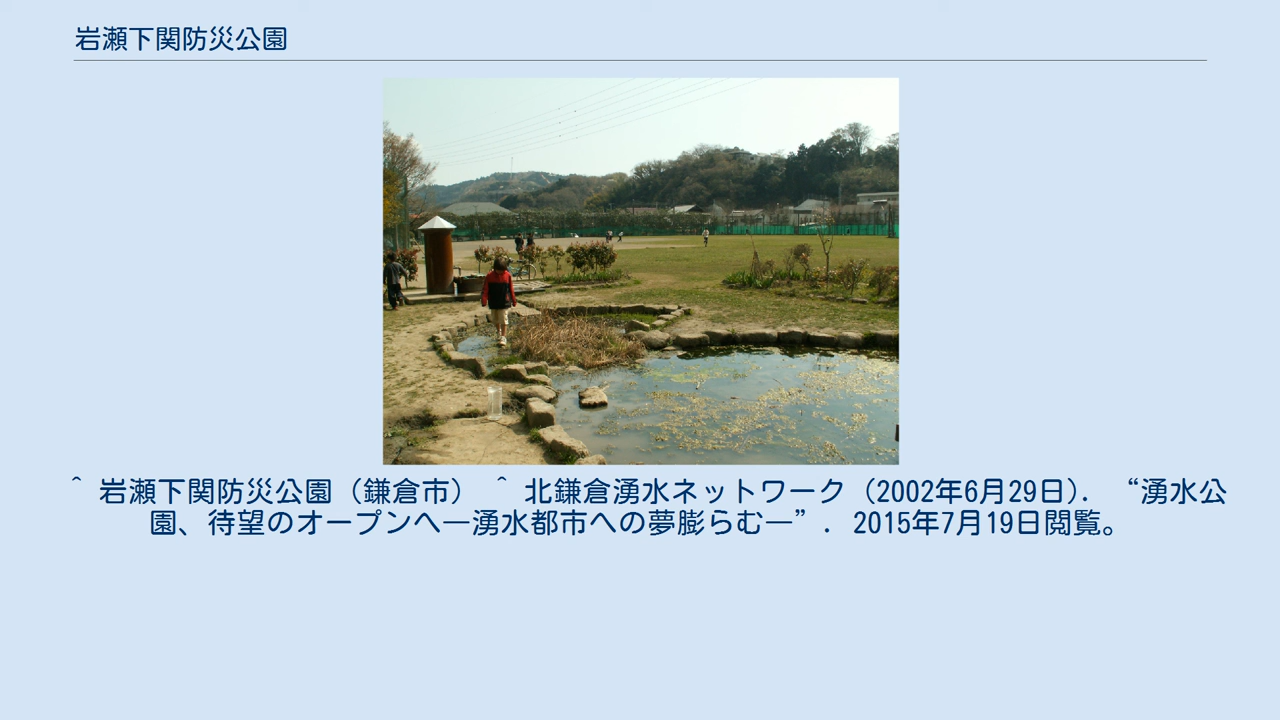 岩瀬下関防災公園
^ 岩瀬下関防災公園（鎌倉市） ^ 北鎌倉湧水ネットワーク（2002年6月29日）. “湧水公
園、待望のオープンへ―湧水都市への夢膨らむ―”. 2015年7月19日閲覧。